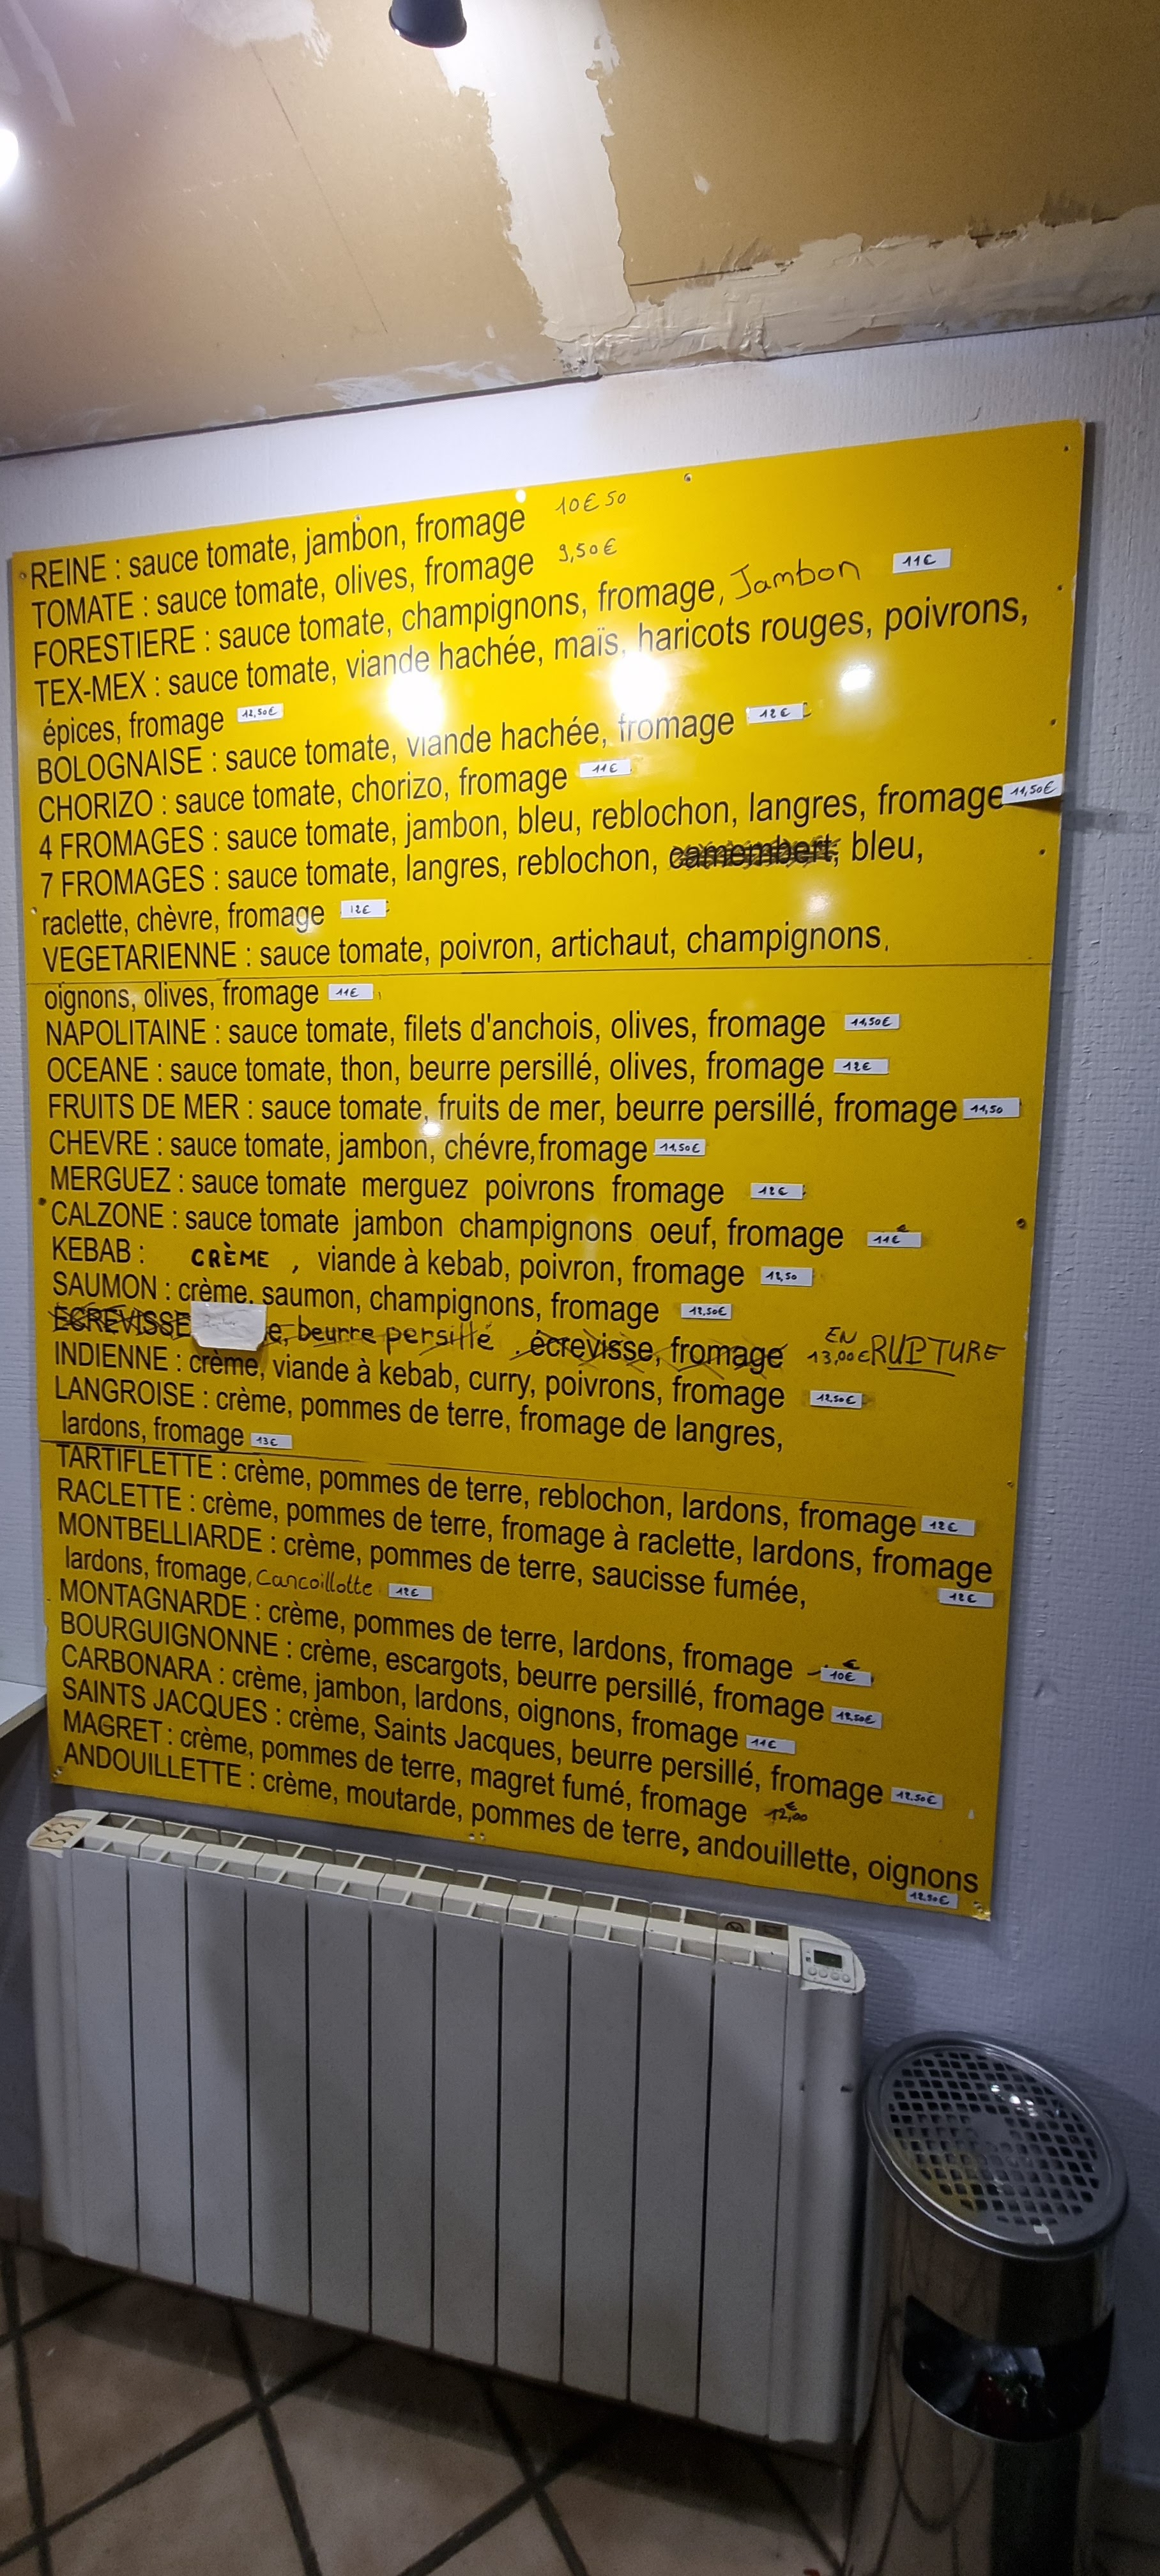 REINE : sauce tomate, jambon, fromage 10€50
TOMATE : sauce tomate, olives, fromage 9,50€
FORESTIERE : sauce tomate, champignons, fromage, Jambon 11€
TEX-MEX : sauce tomate, viande hachée, maïs, haricots rouges, poivrons,
épices, fromage 12,50€
BOLOGNAISE : sauce tomate, viande hachée, fromage 12€
CHORIZO : sauce tomate, chorizo, fromage 11€
4 FROMAGES : sauce tomate, jambon, bleu, reblochon, langres, fromage 11,50€
7 FROMAGES : sauce tomate, langres, reblochon, camembert, bleu,
raclette, chèvre, fromage 12€
VEGETARIENNE : sauce tomate, poivron, artichaut, champignons,
oignons, olives, fromage 11€
NAPOLITAINE : sauce tomate, filets d'anchois, olives, fromage 11,50€
OCEANE : sauce tomate, thon, beurre persillé, olives, fromage 12€
FRUITS DE MER : sauce tomate, fruits de mer, beurre persillé, fromage 11,50
CHEVRE : sauce tomate, jambon, chévre,fromage 11,50€
MERGUEZ : sauce tomate merguez poivrons fromage 12€
CALZONE : sauce tomate jambon champignons oeuf, fromage 11€
KEBAB : CRÈME , viande à kebab, poivron, fromage 12,50
SAUMON : crème, saumon, champignons, fromage 12,50€
ECREVISSE e, beurre persillé , écrevisse, fromage 13,00€ EN RUPTURE
INDIENNE : crème, viande à kebab, curry, poivrons, fromage 12,50€
LANGROISE : crème, pommes de terre, fromage de langres,
lardons, fromage 13€
TARTIFLETTE : crème, pommes de terre, reblochon, lardons, fromage 12€
RACLETTE : crème, pommes de terre, fromage à raclette, lardons, fromage
12€
MONTBELLIARDE : crème, pommes de terre, saucisse fumée,
lardons, fromage, Cancoillotte 12€
MONTAGNARDE : crème, pommes de terre, lardons, fromage 10€
BOURGUIGNONNE : crème, escargots, beurre persillé, fromage 12,50€
CARBONARA : crème, jambon, lardons, oignons, fromage 11€
SAINTS JACQUES : crème, Saints Jacques, beurre persillé, fromage 12.50€
MAGRET : crème, pommes de terre, magret fumé, fromage 12,00€
ANDOUILLETTE : crème, moutarde, pommes de terre, andouillette, oignons
12.50€